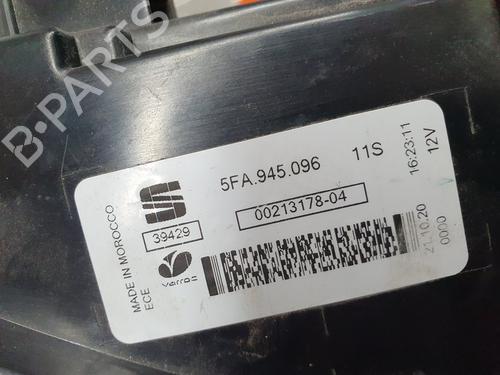 B-PARTS
MADE IN MOROCCO
ECE
5FA.945.096 11S
39429
00213178-04
varroc
16:23:11
12V
21.10.20
0000